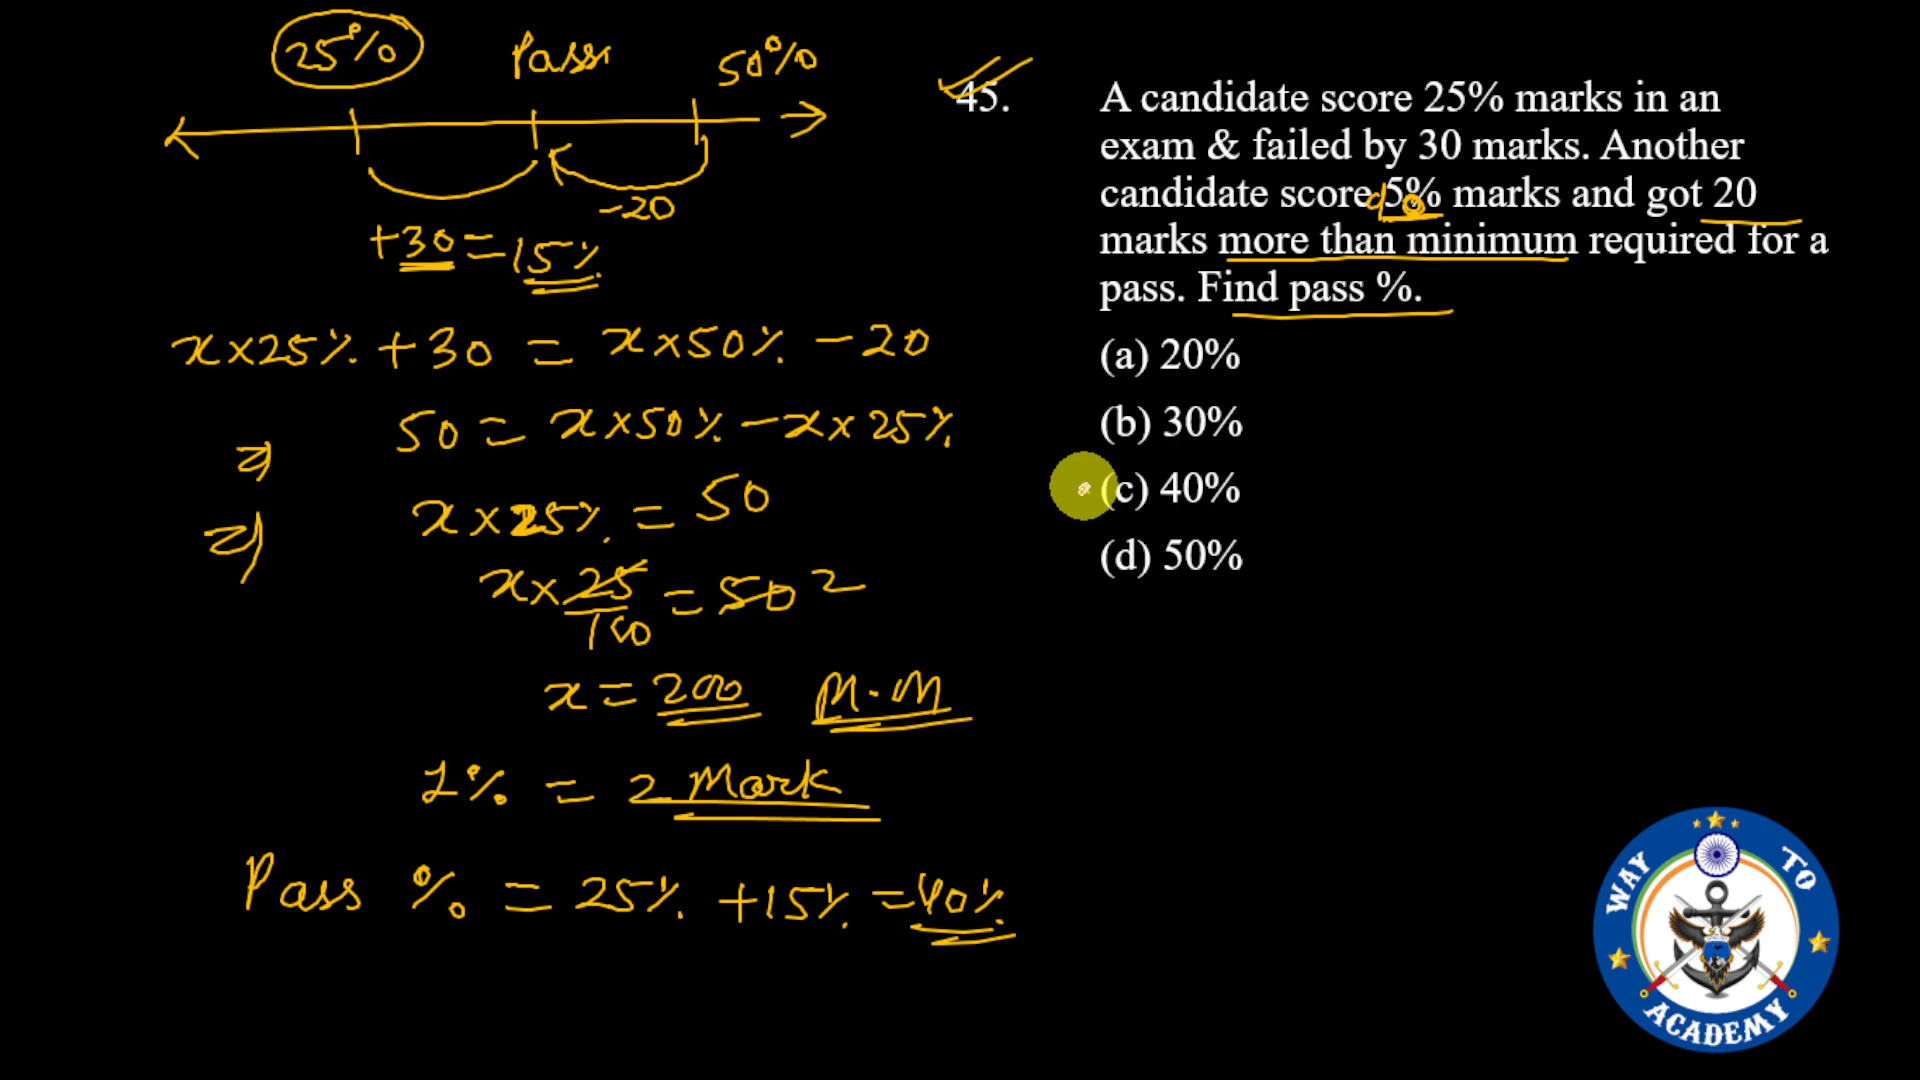 25% Pass 50%
-20
+30 = 15%
x×25% + 30 = x×50% - 20
⇒ 50 = x×50% - x×25%
⇒ x×25% = 50
x×25/100 = 50 2
x = 200 M.M
1% = 2 Mark
Pass % = 25% + 15% = 40%
45. A candidate score 25% marks in an
exam & failed by 30 marks. Another
candidate score 5% marks and got 20
marks more than minimum required for a
pass. Find pass %.
(a) 20%
(b) 30%
(c) 40%
(d) 50%
WAY TO
ACADEMY